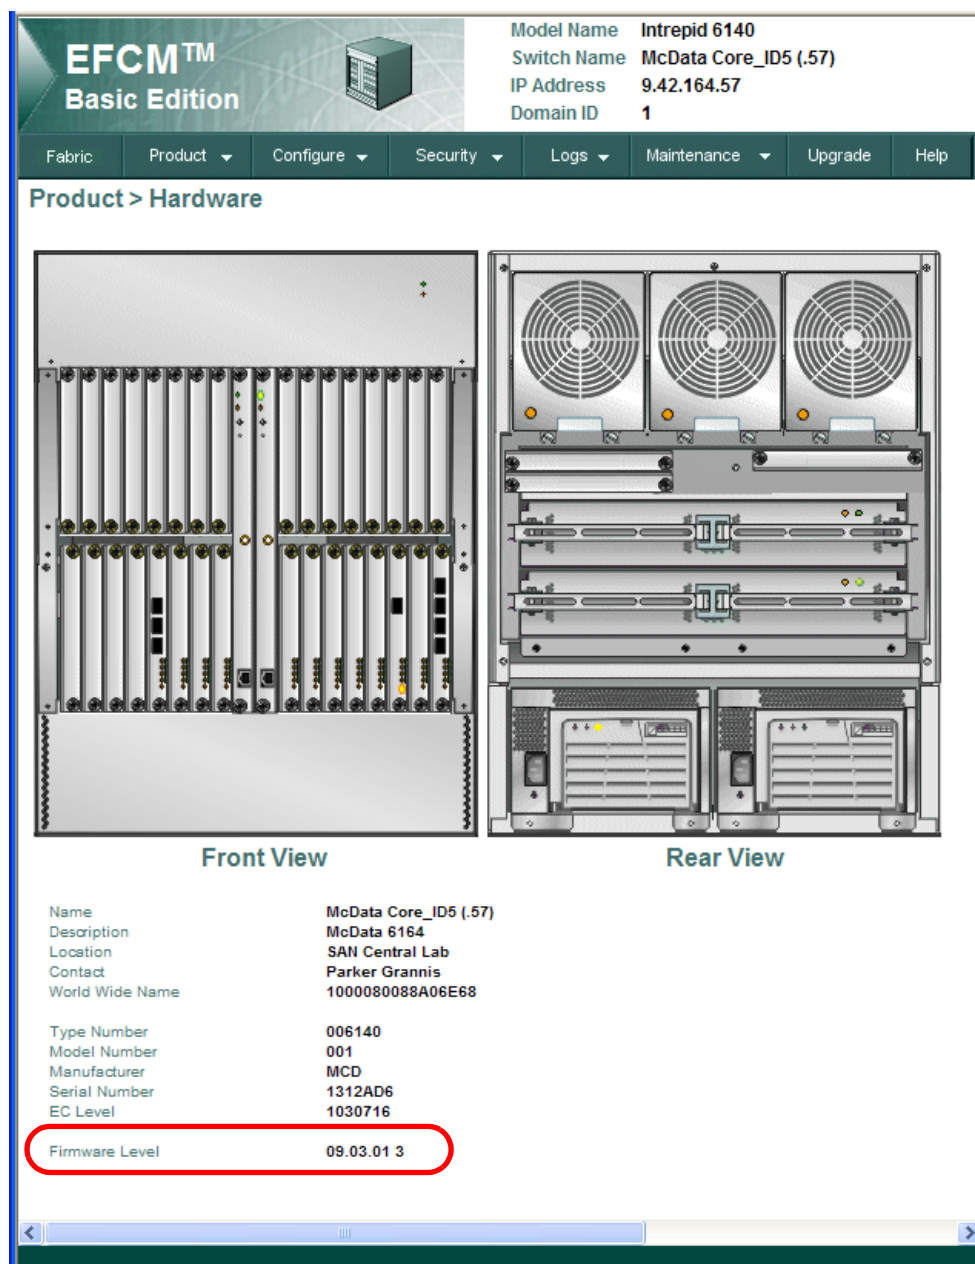 EFCM™
Basic Edition
Model Name Intrepid 6140
Switch Name McData Core_ID5 (.57)
IP Address 9.42.164.57
Domain ID 1
Fabric Product Configure Security Logs Maintenance Upgrade Help
Product > Hardware
Front View Rear View
Name McData Core_ID5 (.57)
Description McData 6164
Location SAN Central Lab
Contact Parker Grannis
World Wide Name 1000080088A06E68
Type Number 006140
Model Number 001
Manufacturer MCD
Serial Number 1312AD6
EC Level 1030716
Firmware Level 09.03.01 3